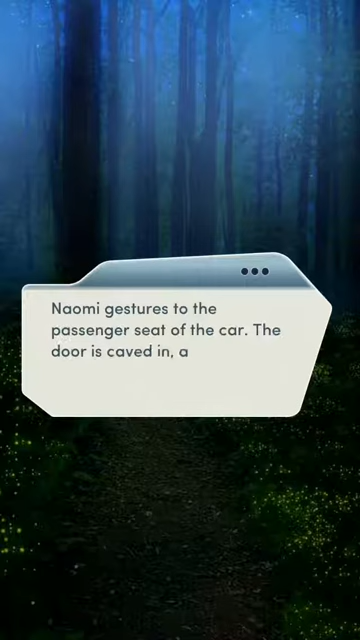 Naomi gestures to the
passenger seat of the car. The
door is caved in, a